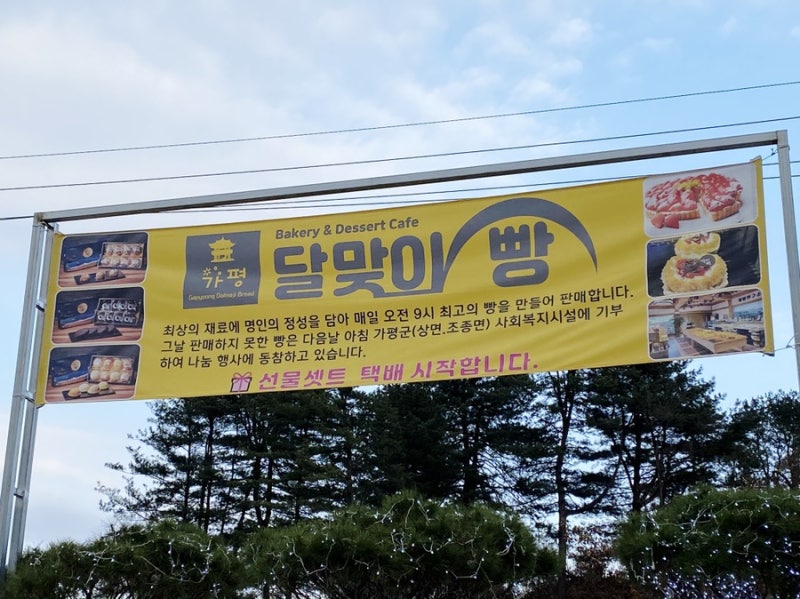 Bakery & Dessert Cafe
가평
Gapyeong Dalmaji Bread
달맞이 빵
최상의 재료에 명인의 정성을 담아 매일 오전 9시 최고의 빵을 만들어 판매합니다.
그날 판매하지 못한 빵은 다음날 아침 가평군(상면.조종면) 사회복지시설에 기부
하여 나눔 행사에 동참하고 있습니다.
선물셋트 택배 시작합니다.